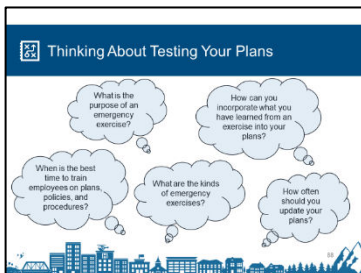 Thinking About Testing Your Plans
What is the
purpose of an
emergency
exercise?
How can you
incorporate what you
have learned from an
exercise into your
plans?
When is the best
time to train
employees on plans,
policies, and
procedures?
What are the kinds
of emergency
exercises?
How often
should you
update your
plans?